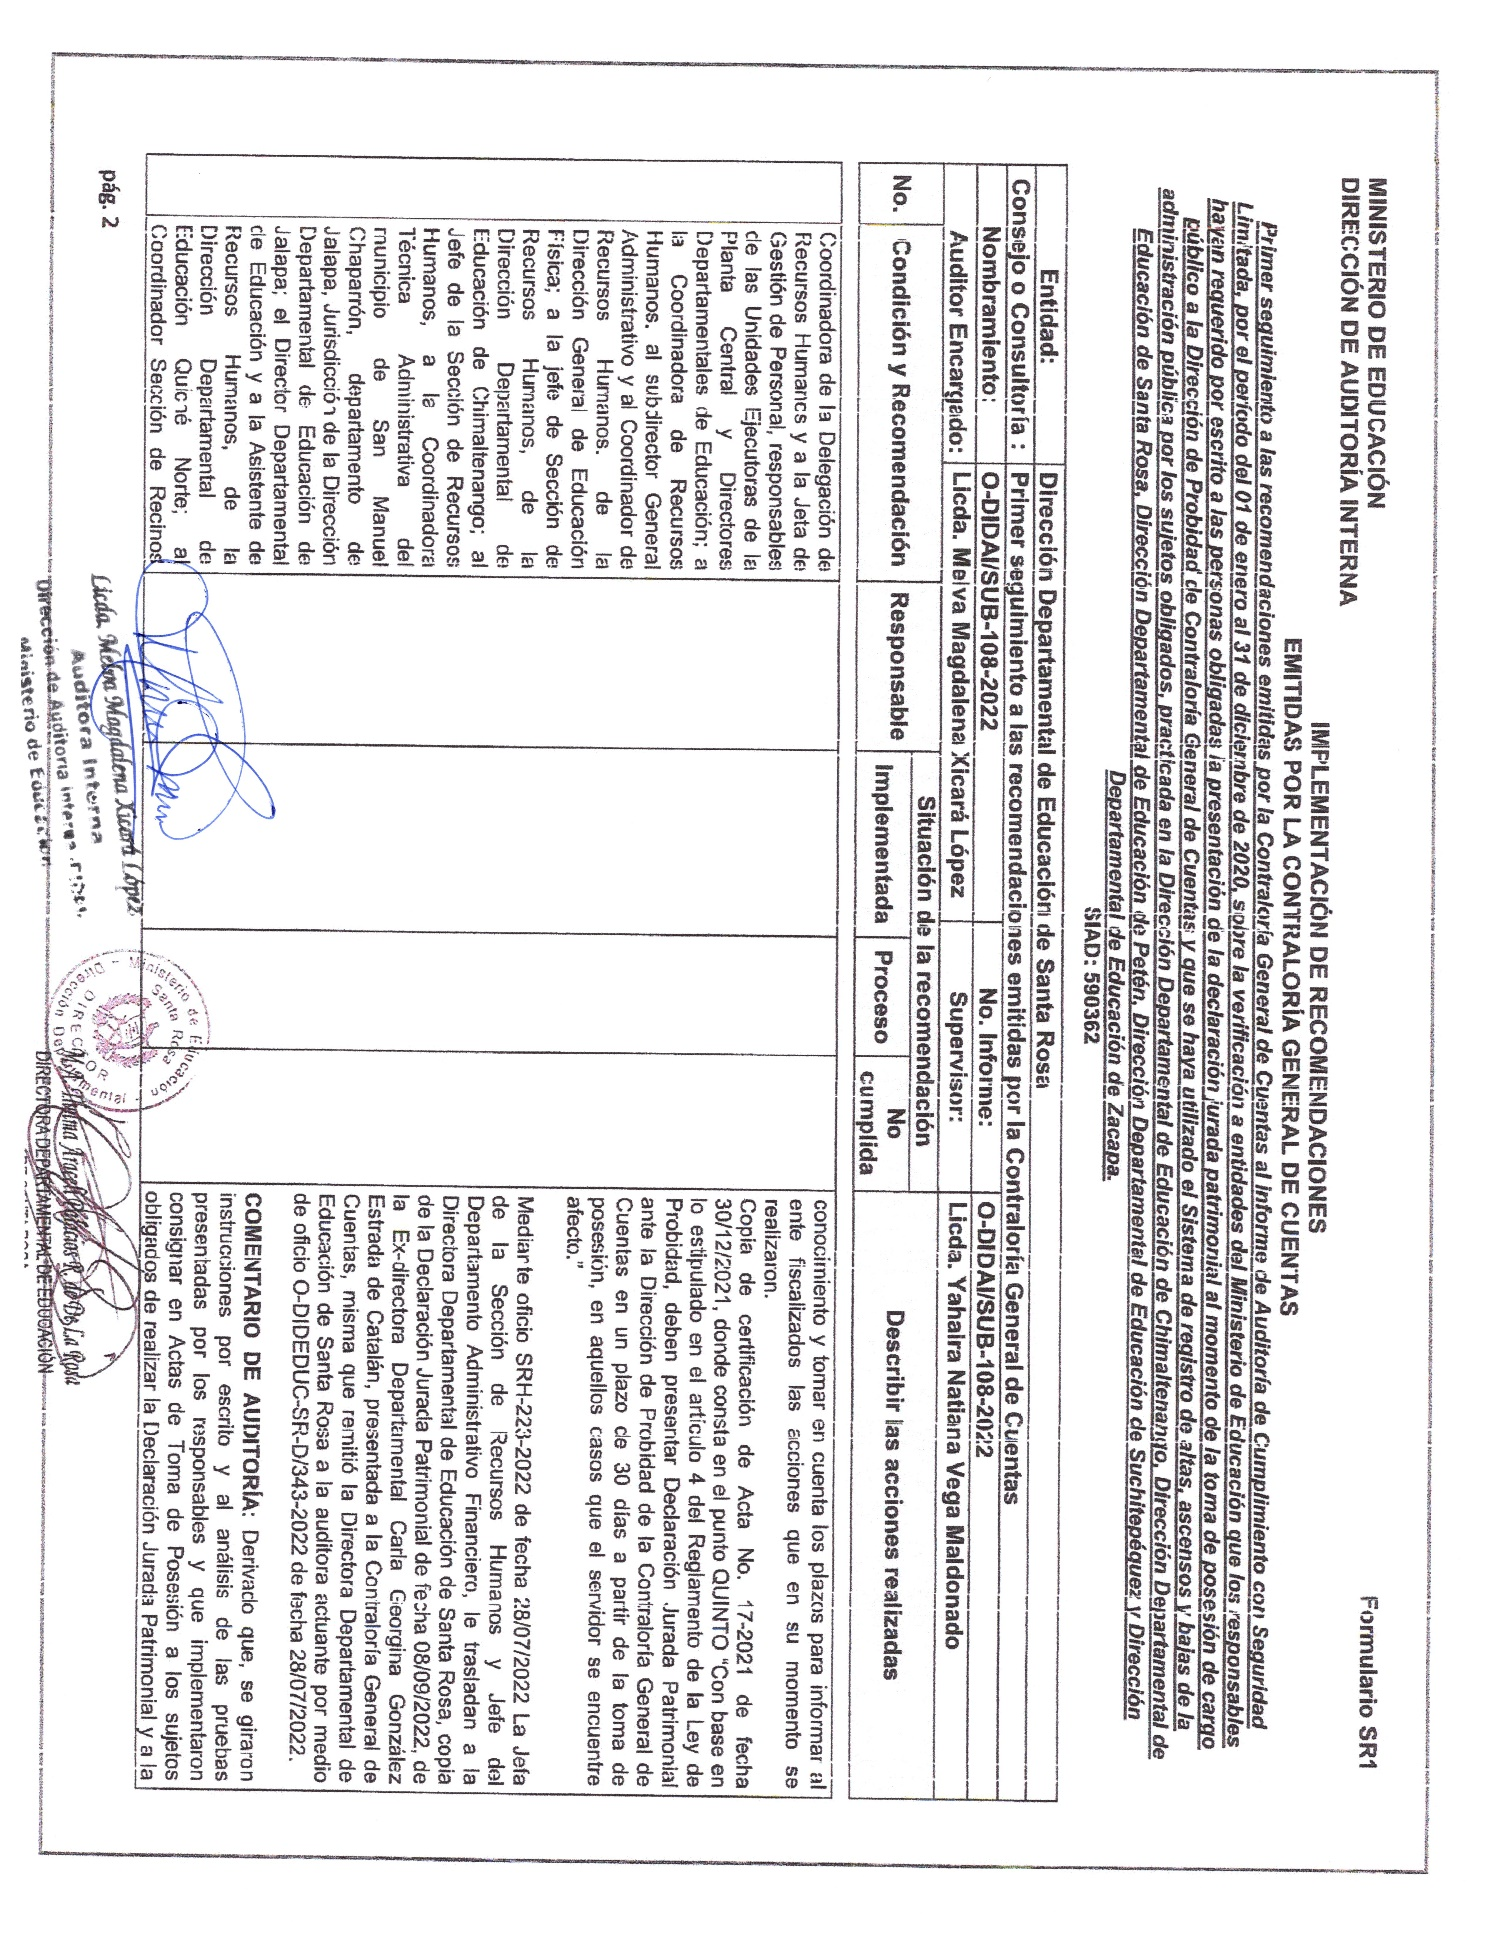 MINISTERIO DE EDUCACIÓN
DIRECCIÓN DE AUDITORÍA INTERNA
Formulario SR1
IMPLEMENTACIÓN DE RECOMENDACIONES
EMITIDAS POR LA CONTRALORÍA GENERAL DE CUENTAS
Primer seguimiento a las recomendaciones emitidas por la Contraloría General de Cuentas al informe de Auditoría de Cumplimiento con Seguridad
Limitada, por el período del 01 de enero al 31 de diciembre de 2020, sobre la verificación a entidades del Ministerio de Educación que los responsables
hayan requerido por escrito a las personas obligadas la presentación de la declaración jurada patrimonial al momento de la toma de posesión de cargo
público a la Dirección de Probidad de Contraloría General de Cuentas y que se haya utilizado el Sistema de registro de altas, ascensos y bajas de la
administración pública por los sujetos obligados, practicada en la Dirección Departamental de Educación de Chimaltenango, Dirección Departamental de
Educación de Santa Rosa, Dirección Departamental de Educación de Petén, Dirección Departamental de Educación de Suchitepéquez y Dirección
Departamental de Educación de Zacapa.
SIAD: 590362
Entidad: Dirección Departamental de Educación de Santa Rosa
Consejo o Consultoría : Primer seguimiento a las recomendaciones emitidas por la Contraloría General de Cuentas
Nombramiento: O-DIDAI/SUB-108-2022 No. Informe: O-DIDAI/SUB-108-2022
Auditor Encargado: Licda. Melva Magdalena Xicará López Supervisor: Licda. Yahaira Natiana Vega Maldonado
No. Condición y Recomendación Responsable Situación de la recomendación Describir las acciones realizadas
Implementada Proceso No cumplida
Coordinadora de la Delegación de
Recursos Humanos y a la Jefa de
Gestión de Personal, responsables
de las Unidades Ejecutoras de la
Planta Central y Directores
Departamentales de Educación; a
la Coordinadora de Recursos
Humanos. al subdirector General
Administrativo y al Coordinador de
Recursos Humanos. de la
Dirección General de Educación
Física; a la jefe de Sección de
Recursos Humanos, de la
Dirección Departamental de
Educación de Chimaltenango; al
Jefe de la Sección de Recursos
Humanos, a la Coordinadora
Técnica Administrativa del
municipio de San Manuel
Chaparrón, departamento de
Jalapa, Jurisdicción de la Dirección
Departamental de Educación de
Jalapa; el Director Departamental
de Educación y a la Asistente de
Recursos Humanos, de la
Dirección Departamental de
Educación Quiché Norte; al
Coordinador Sección de Recinos
conocimiento y tomar en cuenta los plazos para informar al
ente fiscalizados las acciones que en su momento se
realizaron.
Copia de certificación de Acta No. 17-2021 de fecha
30/12/2021, donde consta en el punto QUINTO “Con base en
lo estipulado en el artículo 4 del Reglamento de la Ley de
Probidad, deben presentar Declaración Jurada Patrimonial
ante la Dirección de Probidad de la Contraloría General de
Cuentas en un plazo de 30 días a partir de la toma de
posesión, en aquellos casos que el servidor se encuentre
afecto.”
Mediante oficio SRH-223-2022 de fecha 28/07/2022 La Jefa
de la Sección de Recursos Humanos y Jefe del
Departamento Administrativo Financiero, le trasladan a la
Directora Departamental de Educación de Santa Rosa, copia
de la Declaración Jurada Patrimonial de fecha 08/09/2022, de
la Ex-directora Departamental Carla Georgina González
Estrada de Catalán, presentada a la Contraloría General de
Cuentas, misma que remitió la Directora Departamental de
Educación de Santa Rosa a la auditora actuante por medio
de oficio O-DIDEDUC-SR-D/343-2022 de fecha 28/07/2022.
COMENTARIO DE AUDITORÍA: Derivado que, se giraron
instrucciones por escrito y al análisis de las pruebas
presentadas por los responsables y que implementaron
consignar en Actas de Toma de Posesión a los sujetos
obligados de realizar la Declaración Jurada Patrimonial y a la
pág. 2
Licda. Melva Magdalena Xicará López
Auditora Interna
Dirección de Auditoría Interna
Ministerio de Educación
Ministerio de Educación
Santa Rosa
DIRECTOR
Dirección Departamental
De La Rosa
DIRECTORA DEPARTAMENTAL DE EDUCACIÓN